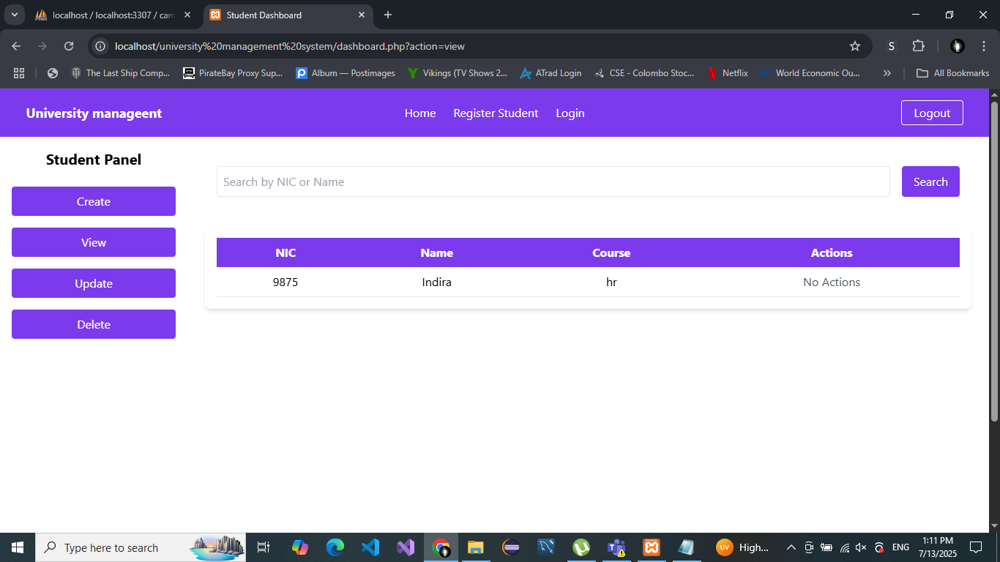 localhost / localhost:3307 / cam
Student Dashboard
localhost/university%20management%20system/dashboard.php?action=view
S
The Last Ship Comp...
PirateBay Proxy Sup...
Album — Postimages
Vikings (TV Shows 2...
ATrad Login
CSE - Colombo Stoc...
Netflix
World Economic Ou...
All Bookmarks
University manageent
Home
Register Student
Login
Logout
Student Panel
Create
View
Update
Delete
Search by NIC or Name
Search
NIC Name Course Actions
9875 Indira hr No Actions
Type here to search
UV
High...
ENG
1:11 PM
7/13/2025